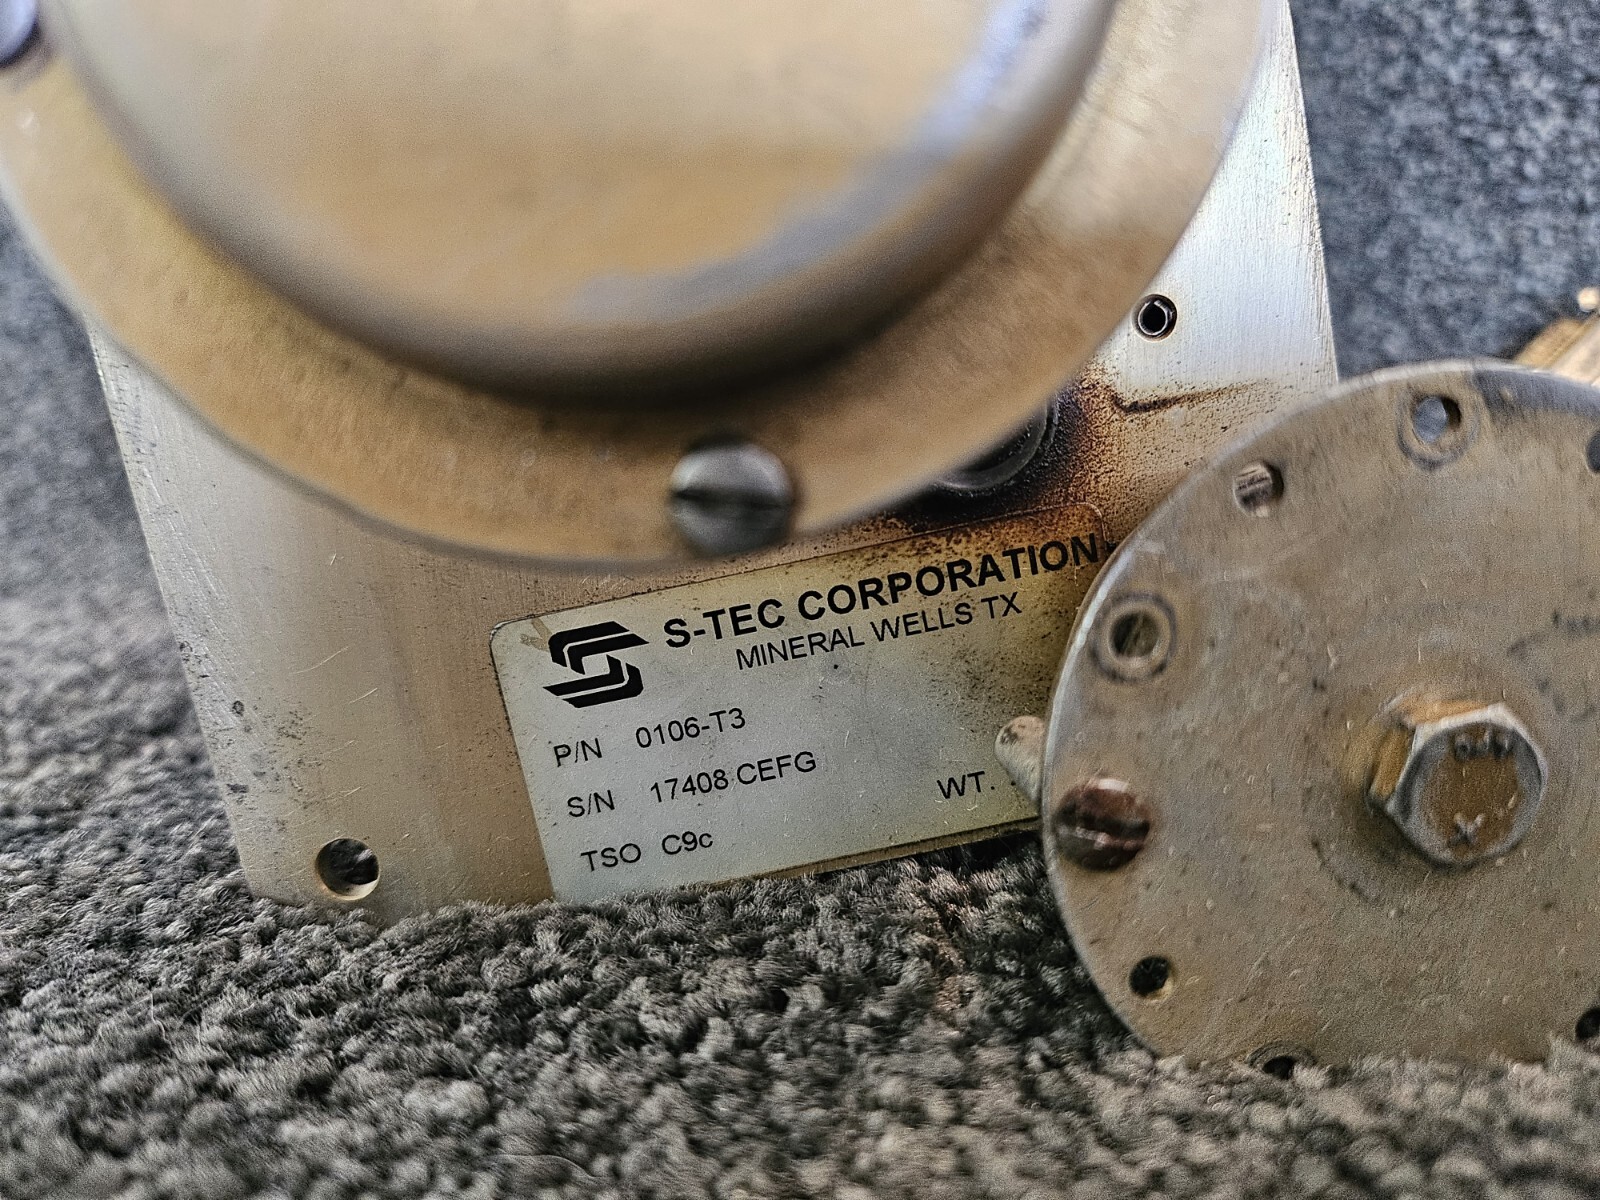 S-TEC CORPORATION
MINERAL WELLS TX
P/N 0106-T3
S/N 17408 CEFG
WT.
TSO C9c